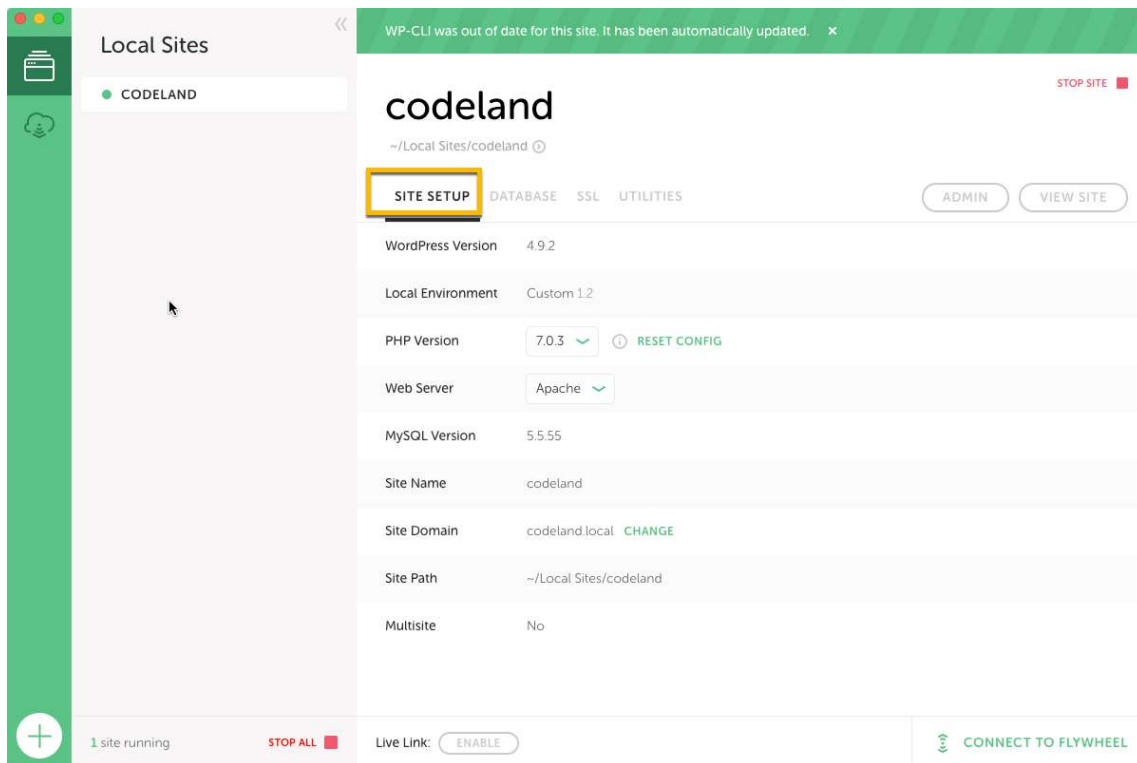 Local Sites
CODELAND
1 site running
STOP ALL
WP-CLI was out of date for this site. It has been automatically updated.
STOP SITE
codeland
~/Local Sites/codeland
SITE SETUP DATABASE SSL UTILITIES
ADMIN VIEW SITE
WordPress Version 4.9.2
Local Environment Custom 1.2
PHP Version 7.0.3 RESET CONFIG
Web Server Apache
MySQL Version 5.5.55
Site Name codeland
Site Domain codeland.local CHANGE
Site Path ~/Local Sites/codeland
Multisite No
Live Link: ENABLE
CONNECT TO FLYWHEEL